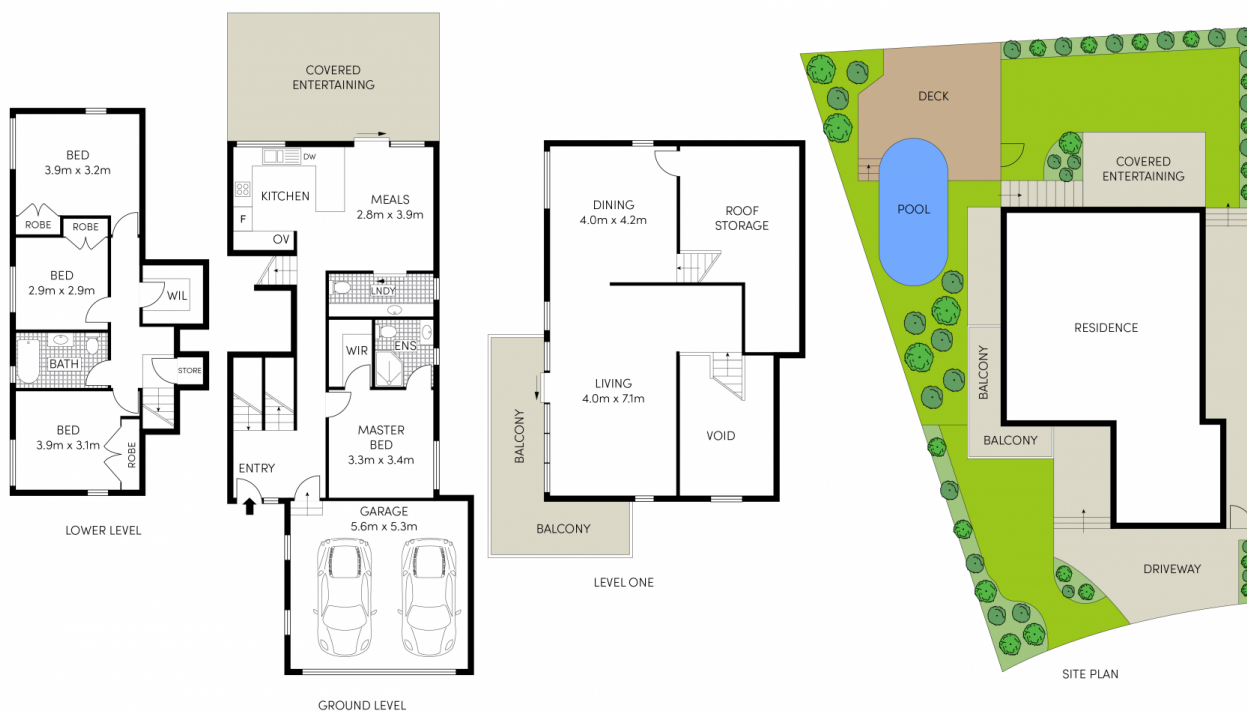 BED
3.9m x 3.2m
ROBE
ROBE
BED
2.9m x 2.9m
WIL
BATH
STORE
BED
3.9m x 3.1m
ROBE
LOWER LEVEL
COVERED
ENTERTAINING
DW
KITCHEN
MEALS
2.8m x 3.9m
F
OV
LNDY
WIR
ENS
MASTER
BED
3.3m x 3.4m
ENTRY
GARAGE
5.6m x 5.3m
GROUND LEVEL
DINING
4.0m x 4.2m
ROOF
STORAGE
LIVING
4.0m x 7.1m
BALCONY
VOID
BALCONY
LEVEL ONE
DECK
COVERED
ENTERTAINING
POOL
RESIDENCE
BALCONY
BALCONY
DRIVEWAY
SITE PLAN